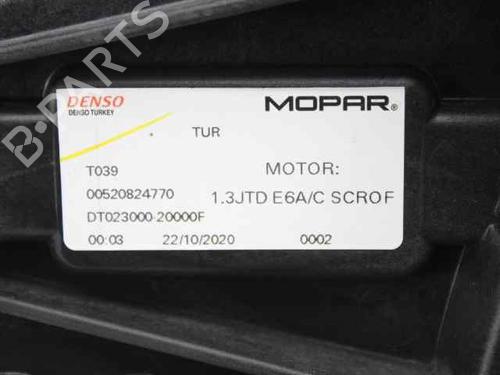 DENSO
DENSO TURKEY
MOPAR®
TUR
T039
MOTOR:
00520824770
1.3JTD E6A/C SCROF
DT023000-20000F
00:03 22/10/2020 0002
B-PARTS